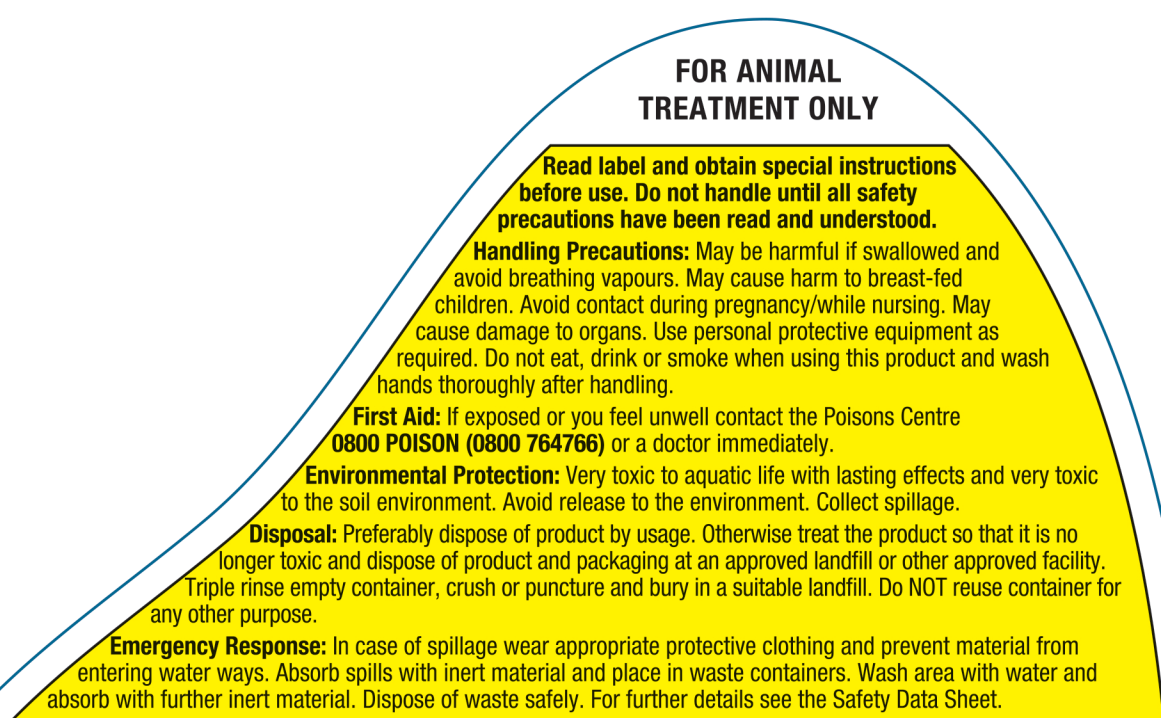 FOR ANIMAL
TREATMENT ONLY
Read label and obtain special instructions
before use. Do not handle until all safety
precautions have been read and understood.
Handling Precautions: May be harmful if swallowed and
avoid breathing vapours. May cause harm to breast-fed
children. Avoid contact during pregnancy/while nursing. May
cause damage to organs. Use personal protective equipment as
required. Do not eat, drink or smoke when using this product and wash
hands thoroughly after handling.
First Aid: If exposed or you feel unwell contact the Poisons Centre
0800 POISON (0800 764766) or a doctor immediately.
Environmental Protection: Very toxic to aquatic life with lasting effects and very toxic
to the soil environment. Avoid release to the environment. Collect spillage.
Disposal: Preferably dispose of product by usage. Otherwise treat the product so that it is no
longer toxic and dispose of product and packaging at an approved landfill or other approved facility.
Triple rinse empty container, crush or puncture and bury in a suitable landfill. Do NOT reuse container for
any other purpose.
Emergency Response: In case of spillage wear appropriate protective clothing and prevent material from
entering water ways. Absorb spills with inert material and place in waste containers. Wash area with water and
absorb with further inert material. Dispose of waste safely. For further details see the Safety Data Sheet.